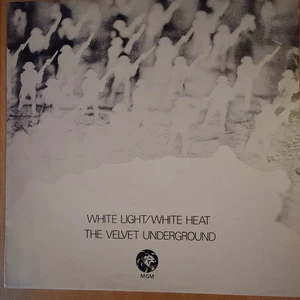 WHITE LIGHT/WHITE HEAT
THE VELVET UNDERGROUND
MGM